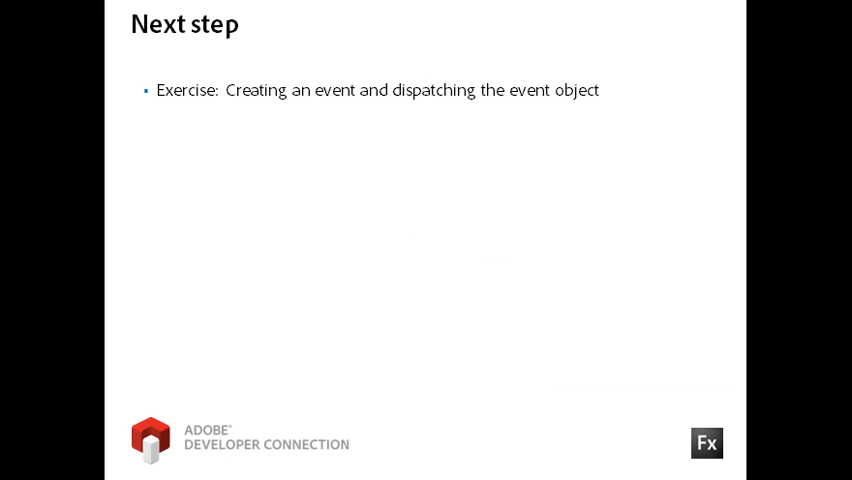 Next step
▪ Exercise: Creating an event and dispatching the event object
ADOBE®
DEVELOPER CONNECTION
Fx